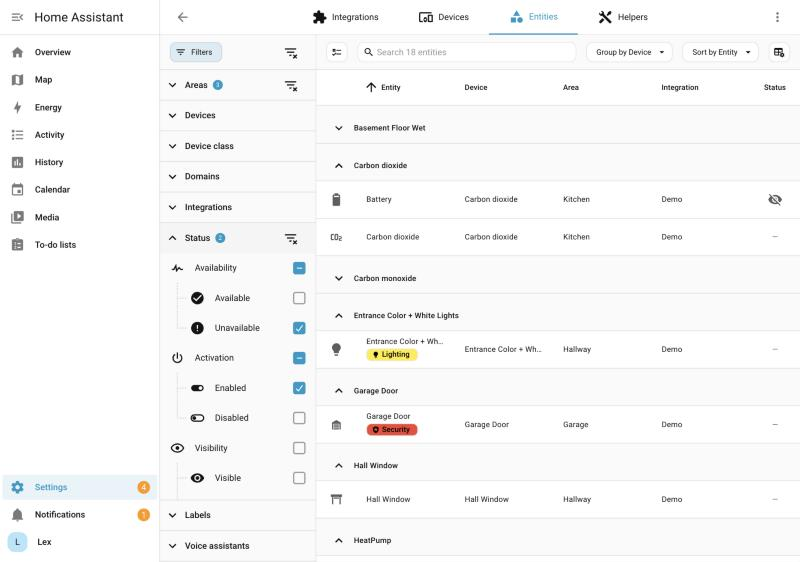 Home Assistant
Integrations
Devices
Entities
Helpers
Overview
Map
Energy
Activity
History
Calendar
Media
To-do lists
Settings
4
Notifications
1
L
Lex
Filters
Areas 3
Devices
Device class
Domains
Integrations
Status 2
Availability
Available
Unavailable
Activation
Enabled
Disabled
Visibility
Visible
Labels
Voice assistants
Search 18 entities
Group by Device
Sort by Entity
Entity Device Area Integration Status
Basement Floor Wet
Carbon dioxide
Battery Carbon dioxide Kitchen Demo
CO₂ Carbon dioxide Carbon dioxide Kitchen Demo –
Carbon monoxide
Entrance Color + White Lights
Entrance Color + Wh... Entrance Color + Wh... Hallway Demo –
Lighting
Garage Door
Garage Door Garage Door Garage Demo –
Security
Hall Window
Hall Window Hall Window Hallway Demo –
HeatPump